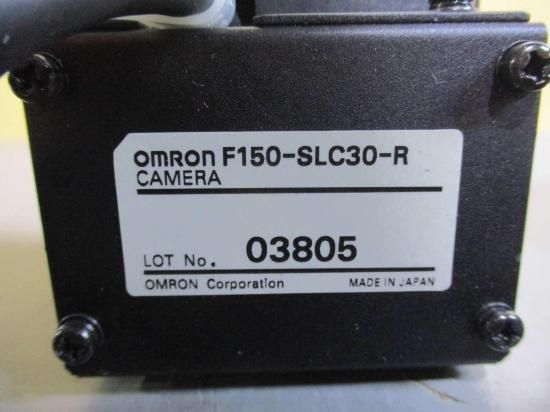 OMRON F150-SLC30-R
CAMERA
LOT No. 03805
OMRON Corporation MADE IN JAPAN